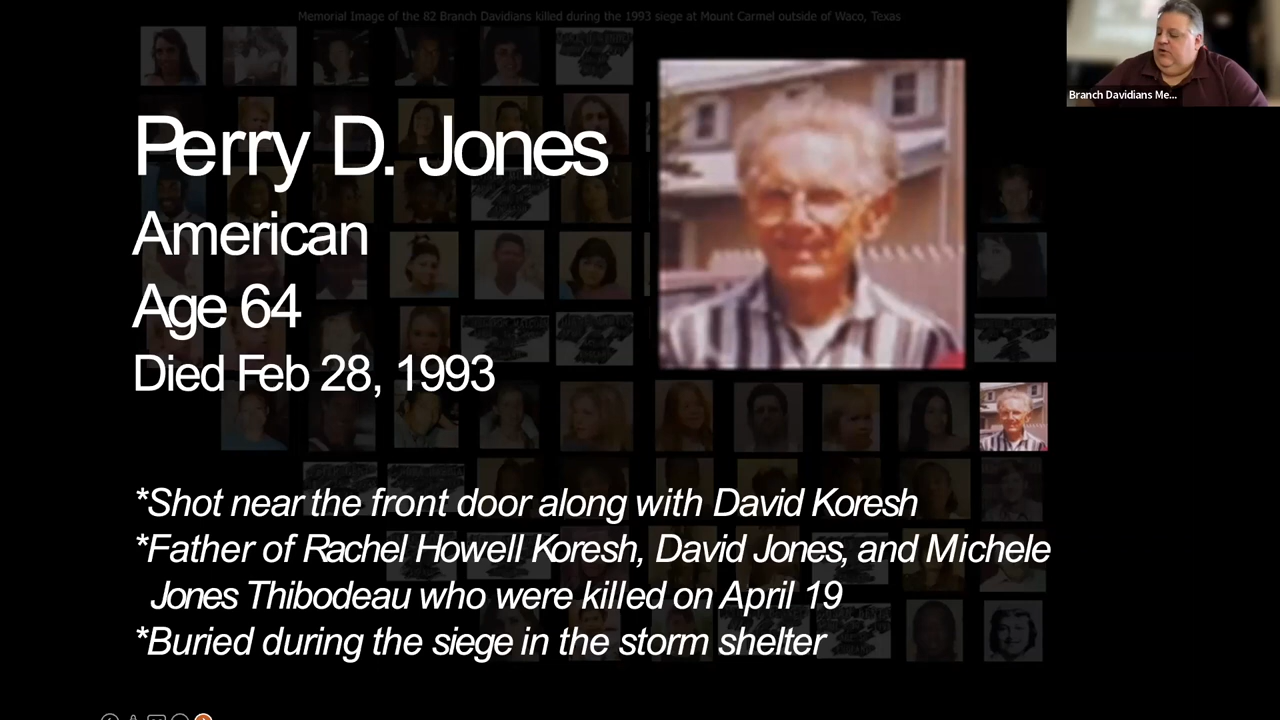 Memorial Image of the 82 Branch Davidians killed during the 1993 siege at Mount Carmel outside of Waco, Texas
Branch Davidians Me...
Perry D. Jones
American
Age 64
Died Feb 28, 1993
*Shot near the front door along with David Koresh
*Father of Rachel Howell Koresh, David Jones, and Michele
Jones Thibodeau who were killed on April 19
*Buried during the siege in the storm shelter